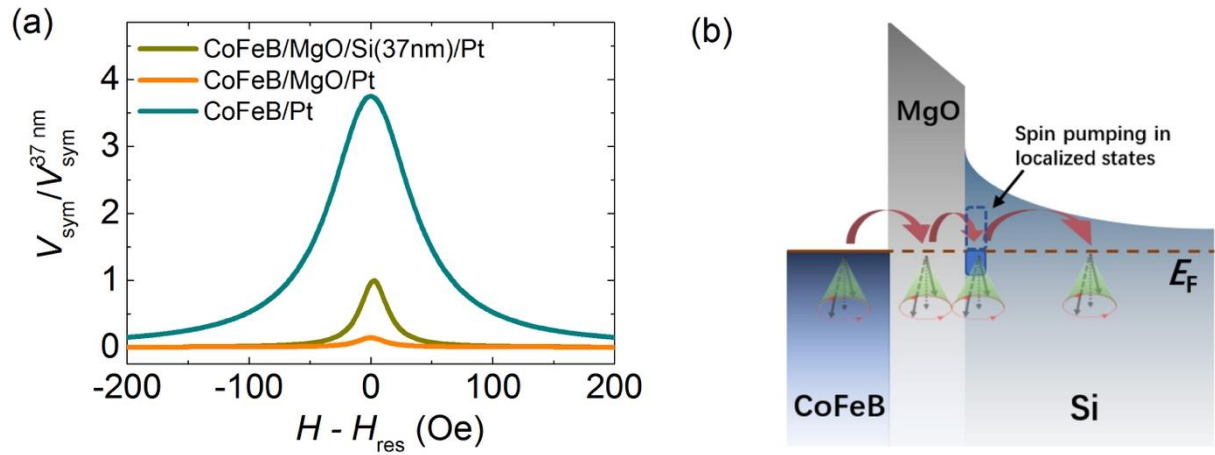 (a)
CoFeB/MgO/Si(37nm)/Pt
CoFeB/MgO/Pt
CoFeB/Pt
V_sym/V_sym^37 nm
4
3
2
1
0
-200
-100
0
100
200
H - H_res (Oe)
(b)
MgO
Spin pumping in
localized states
E_F
CoFeB
Si